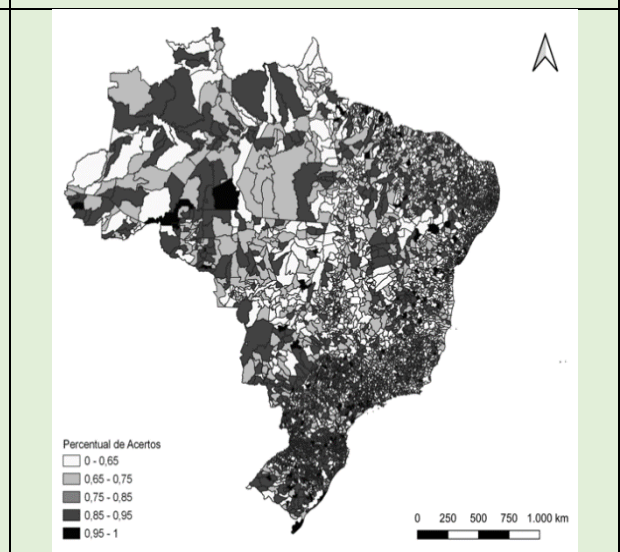 Percentual de Acertos
0 - 0,65
0,65 - 0,75
0,75 - 0,85
0,85 - 0,95
0,95 - 1
0 250 500 750 1.000 km